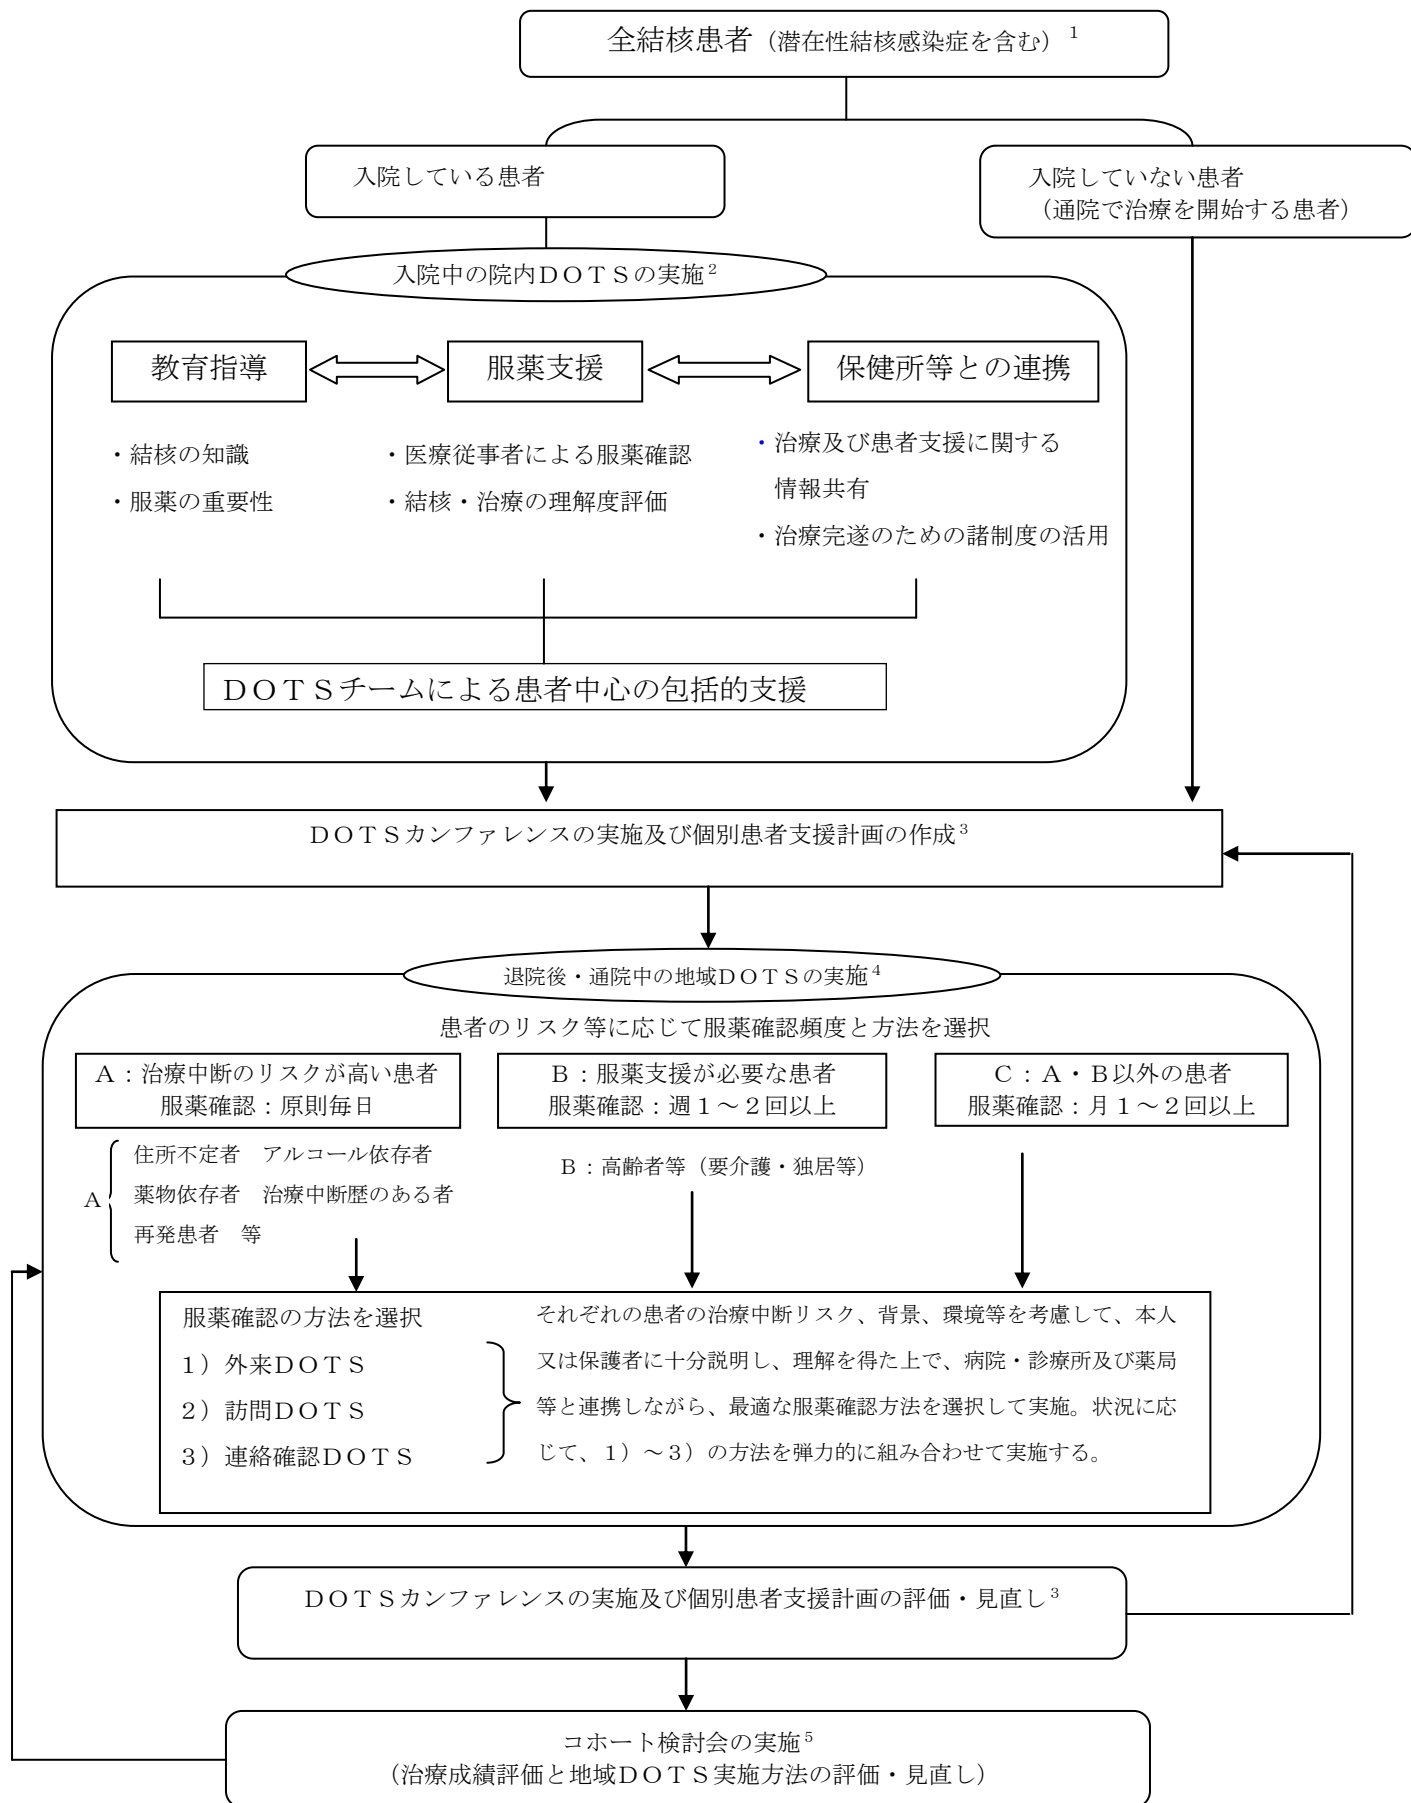 全結核患者（潜在性結核感染症を含む）１
入院している患者
入院していない患者
（通院で治療を開始する患者）
入院中の院内ＤＯＴＳの実施２
教育指導
服薬支援
保健所等との連携
・結核の知識
・服薬の重要性
・医療従事者による服薬確認
・結核・治療の理解度評価
・治療及び患者支援に関する
情報共有
・治療完遂のための諸制度の活用
ＤＯＴＳチームによる患者中心の包括的支援
ＤＯＴＳカンファレンスの実施及び個別患者支援計画の作成３
退院後・通院中の地域ＤＯＴＳの実施４
患者のリスク等に応じて服薬確認頻度と方法を選択
Ａ：治療中断のリスクが高い患者
服薬確認：原則毎日
Ｂ：服薬支援が必要な患者
服薬確認：週１～２回以上
Ｃ：Ａ・Ｂ以外の患者
服薬確認：月１～２回以上
Ａ
住所不定者　アルコール依存者
薬物依存者　治療中断歴のある者
再発患者　等
Ｂ：高齢者等（要介護・独居等）
服薬確認の方法を選択
１）外来ＤＯＴＳ
２）訪問ＤＯＴＳ
３）連絡確認ＤＯＴＳ
それぞれの患者の治療中断リスク、背景、環境等を考慮して、本人
又は保護者に十分説明し、理解を得た上で、病院・診療所及び薬局
等と連携しながら、最適な服薬確認方法を選択して実施。状況に応
じて、１）～３）の方法を弾力的に組み合わせて実施する。
ＤＯＴＳカンファレンスの実施及び個別患者支援計画の評価・見直し３
コホート検討会の実施５
（治療成績評価と地域ＤＯＴＳ実施方法の評価・見直し）